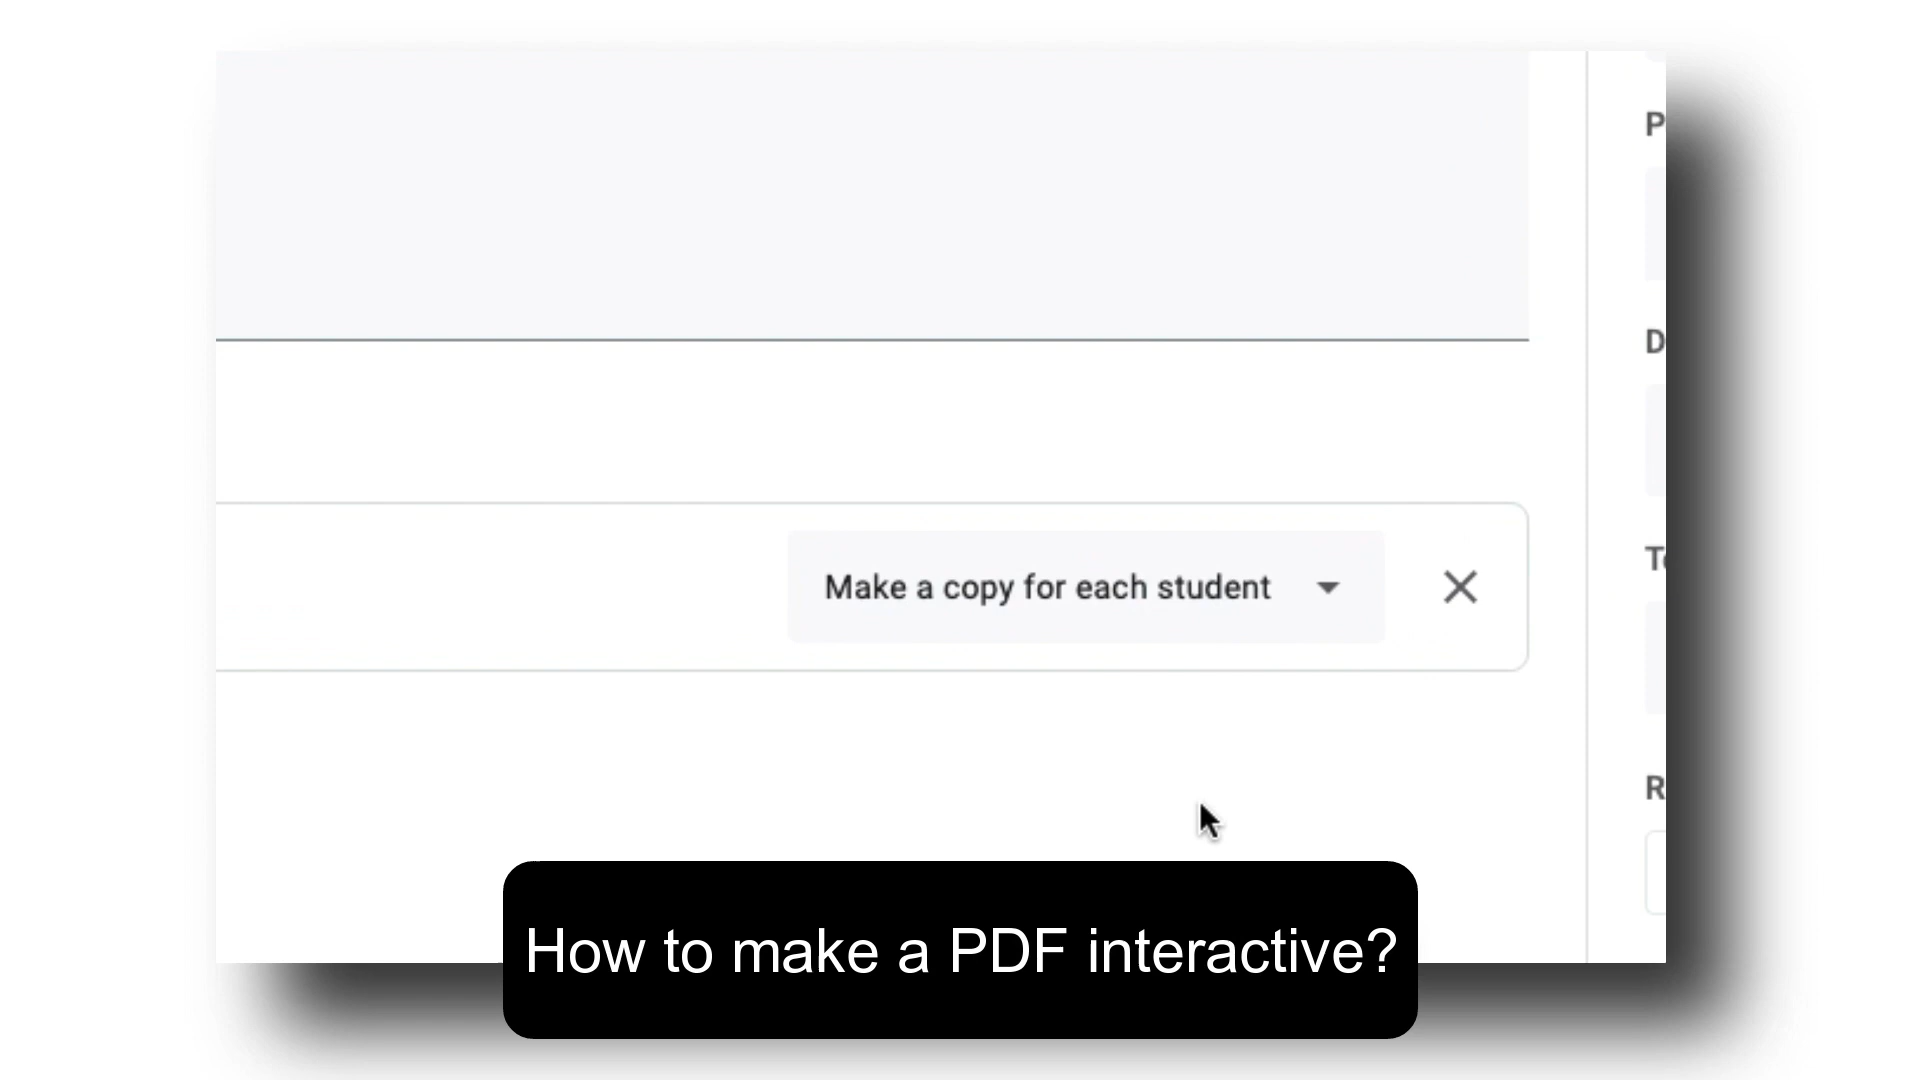 P
D
Make a copy for each student
R
How to make a PDF interactive?